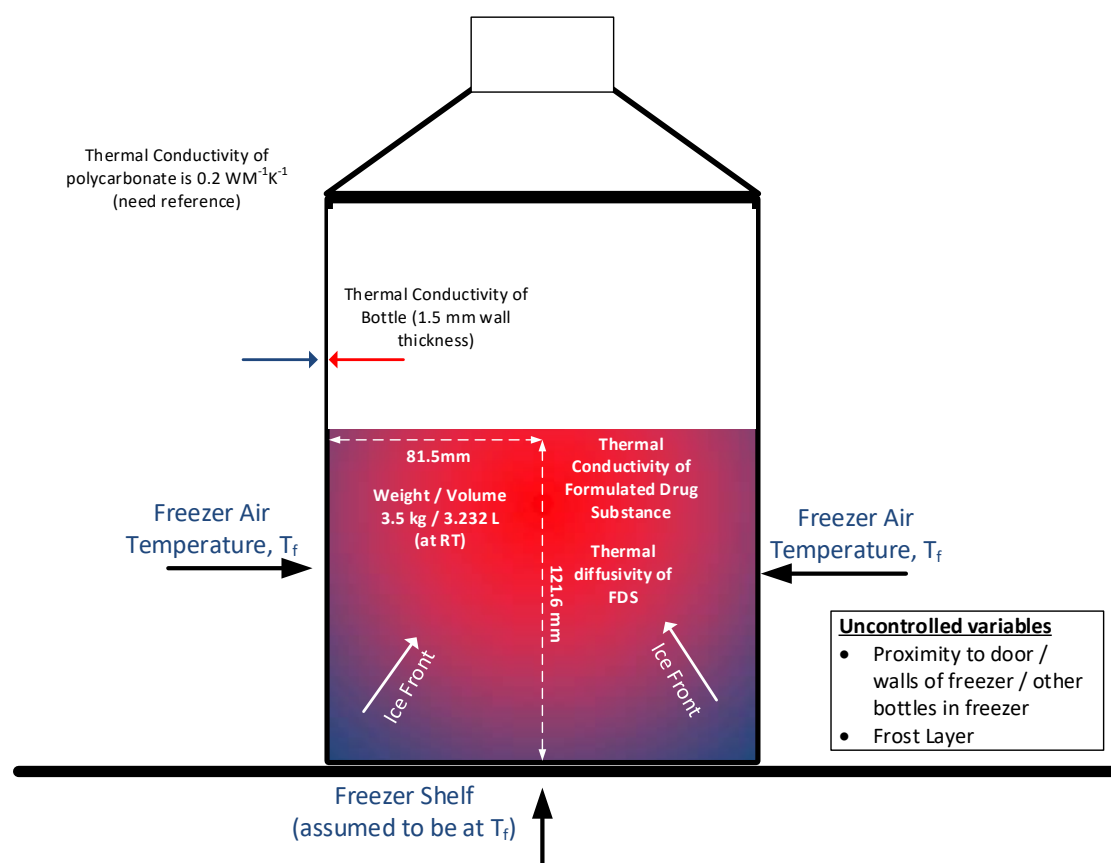 Thermal Conductivity of
polycarbonate is 0.2 WM⁻¹K⁻¹
(need reference)
Thermal Conductivity of
Bottle (1.5 mm wall
thickness)
81.5mm
Weight / Volume
3.5 kg / 3.232 L
(at RT)
Thermal
Conductivity of
Formulated Drug
Substance
Thermal
diffusivity of
FDS
121.6 mm
Freezer Air
Temperature, Tf
Freezer Air
Temperature, Tf
Ice Front
Ice Front
Uncontrolled variables
• Proximity to door /
walls of freezer / other
bottles in freezer
• Frost Layer
Freezer Shelf
(assumed to be at Tf)